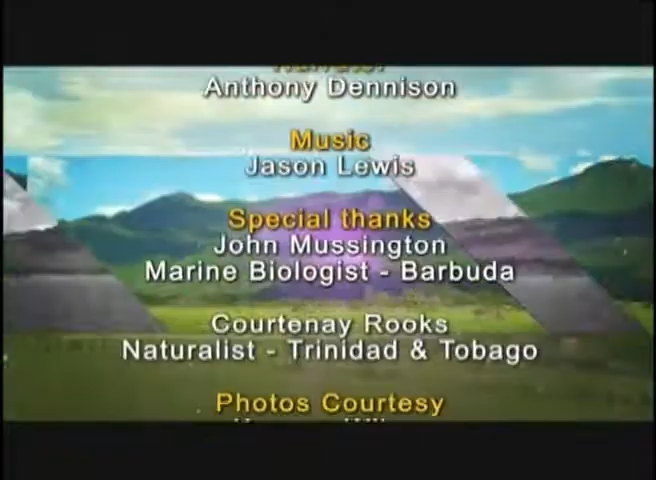 Narrator
Anthony Dennison
Music
Jason Lewis
Special thanks
John Mussington
Marine Biologist - Barbuda
Courtenay Rooks
Naturalist - Trinidad & Tobago
Photos Courtesy